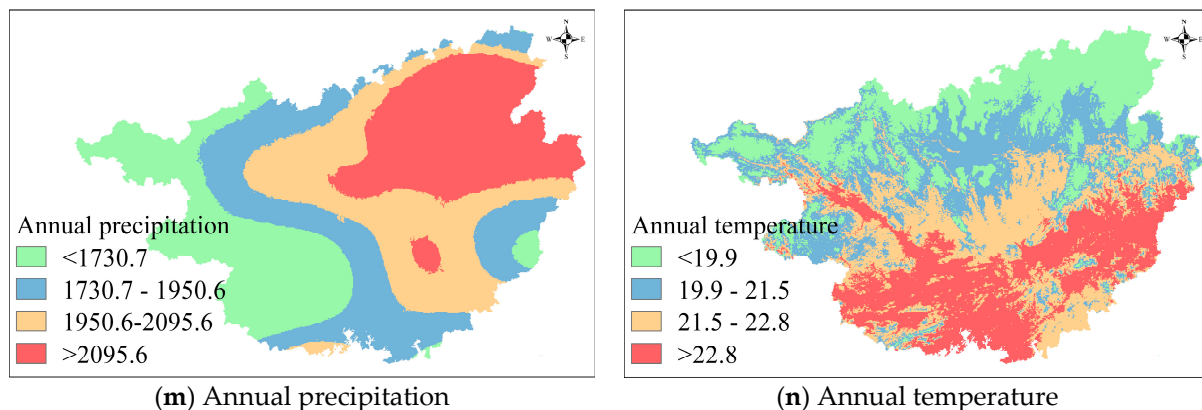 N
W E
S
Annual precipitation
<1730.7
1730.7 - 1950.6
1950.6-2095.6
>2095.6
(m) Annual precipitation
N
W E
S
Annual temperature
<19.9
19.9 - 21.5
21.5 - 22.8
>22.8
(n) Annual temperature